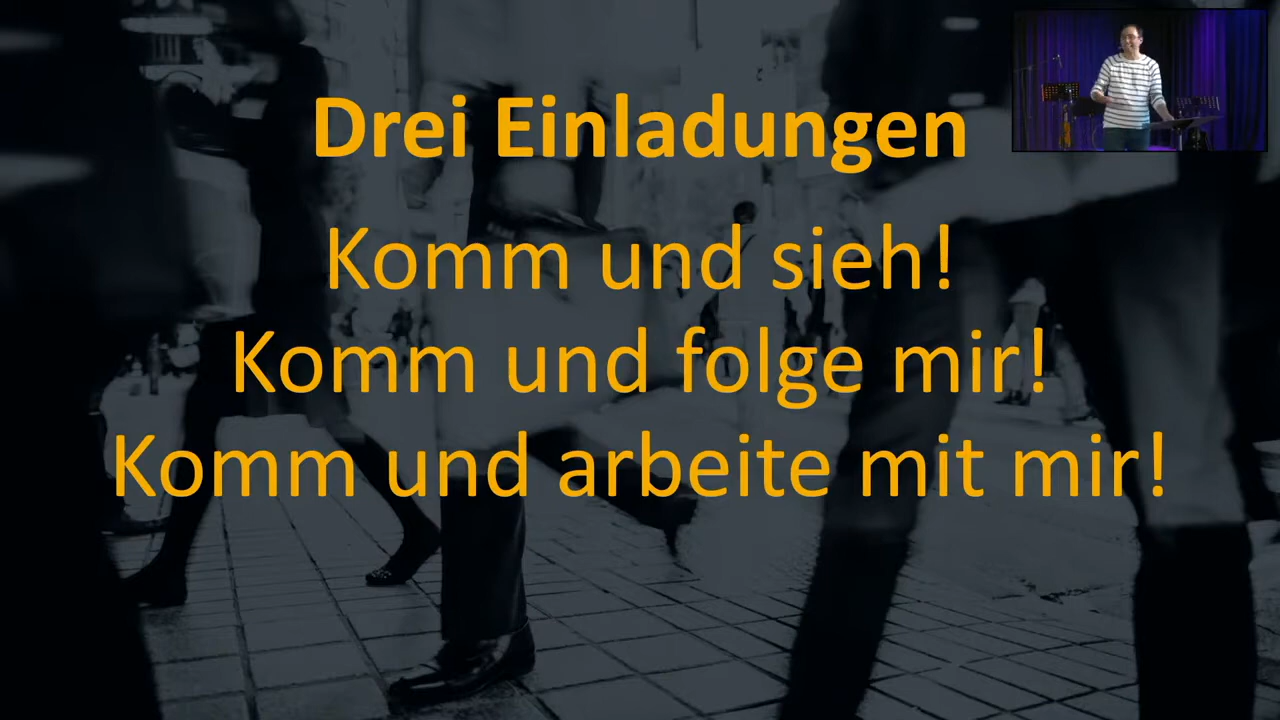 Drei Einladungen
Komm und sieh!
Komm und folge mir!
Komm und arbeite mit mir!